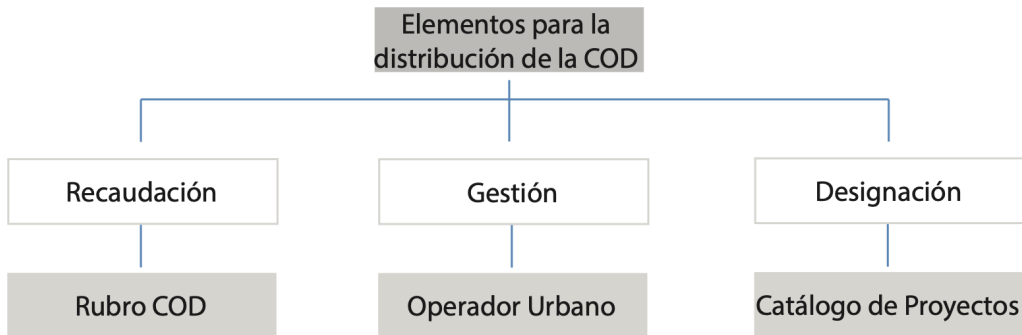 Elementos para la
distribución de la COD
Recaudación
Gestión
Designación
Rubro COD
Operador Urbano
Catálogo de Proyectos